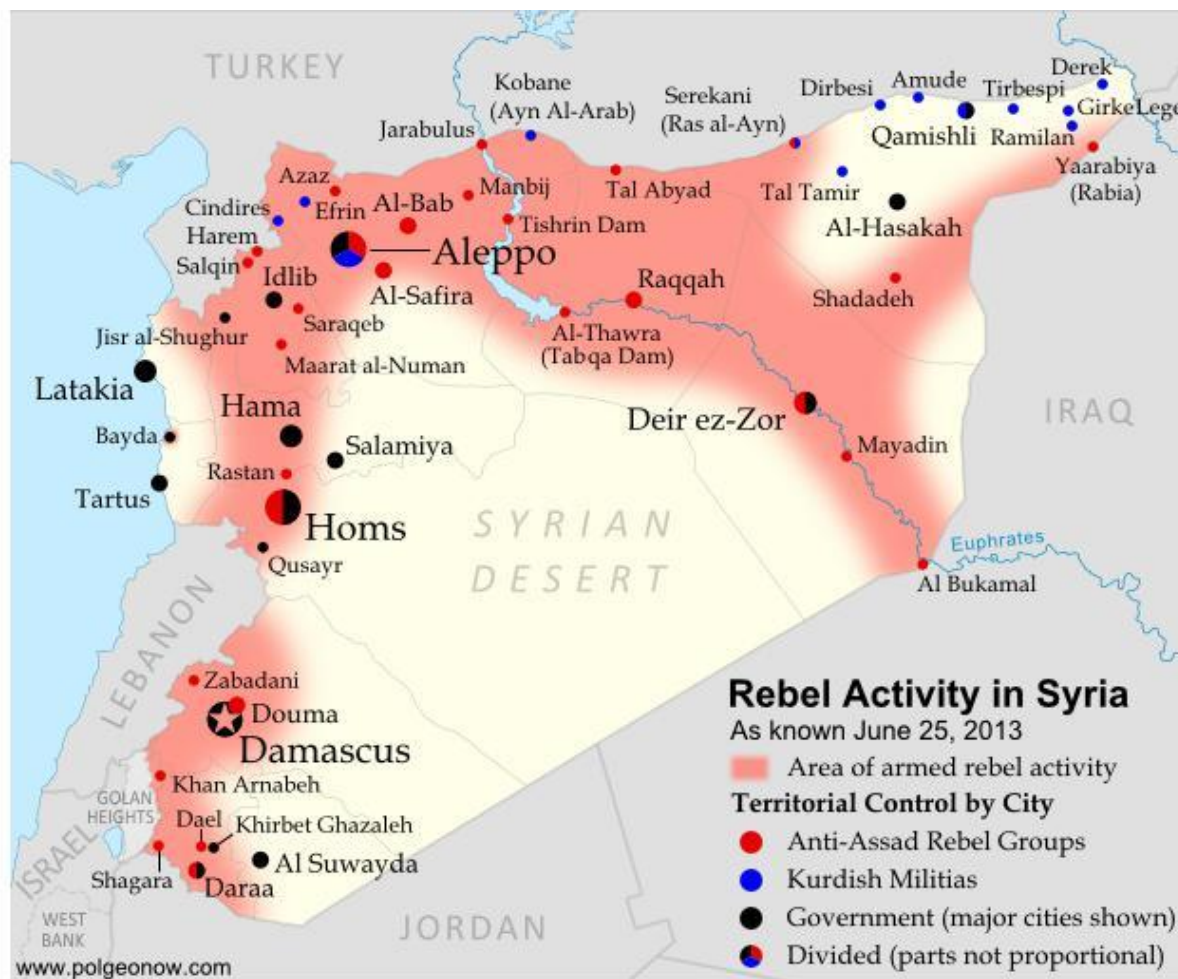 TURKEY
Kobane
(Ayn Al-Arab)
Jarabulus
Serekani
(Ras al-Ayn)
Dirbesi
Amude
Tirbespi
Derek
GirkeLege
Qamishli
Ramilan
Yaarabiya
(Rabia)
Azaz
Efrin
Cindires
Harem
Salqin
Al-Bab
Manbij
Tal Abyad
Tal Tamir
Tishrin Dam
Al-Hasakah
Aleppo
Idlib
Al-Safira
Raqqah
Shadadeh
Saraqeb
Jisr al-Shughur
Al-Thawra
(Tabqa Dam)
Maarat al-Numan
Latakia
Hama
Deir ez-Zor
IRAQ
Bayda
Salamiya
Mayadin
Rastan
Tartus
Homs
SYRIAN
DESERT
Qusayr
Euphrates
Al Bukamal
LEBANON
Zabadani
Douma
Damascus
Khan Arnabeh
GOLAN
HEIGHTS
Dael
Khirbet Ghazaleh
ISRAEL
Al Suwayda
Shagara
Daraa
WEST
BANK
JORDAN
www.polgeonow.com
Rebel Activity in Syria
As known June 25, 2013
Area of armed rebel activity
Territorial Control by City
Anti-Assad Rebel Groups
Kurdish Militias
Government (major cities shown)
Divided (parts not proportional)